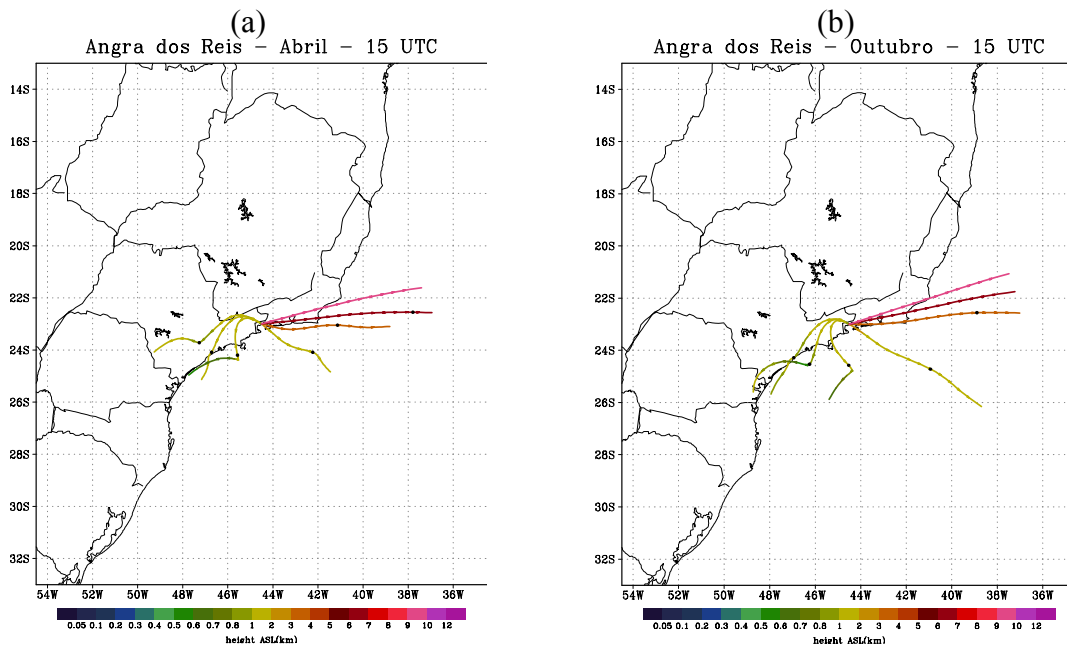 (a)
Angra dos Reis - Abril - 15 UTC
14S
16S
18S
20S
22S
24S
26S
28S
30S
32S
54W 52W 50W 48W 46W 44W 42W 40W 38W 36W
0.05 0.1 0.2 0.3 0.4 0.5 0.6 0.7 0.8 1 2 3 4 5 6 7 8 9 10 12
height ASL(km)
(b)
Angra dos Reis - Outubro - 15 UTC
14S
16S
18S
20S
22S
24S
26S
28S
30S
32S
54W 52W 50W 48W 46W 44W 42W 40W 38W 36W
0.05 0.1 0.2 0.3 0.4 0.5 0.6 0.7 0.8 1 2 3 4 5 6 7 8 9 10 12
height ASL(km)